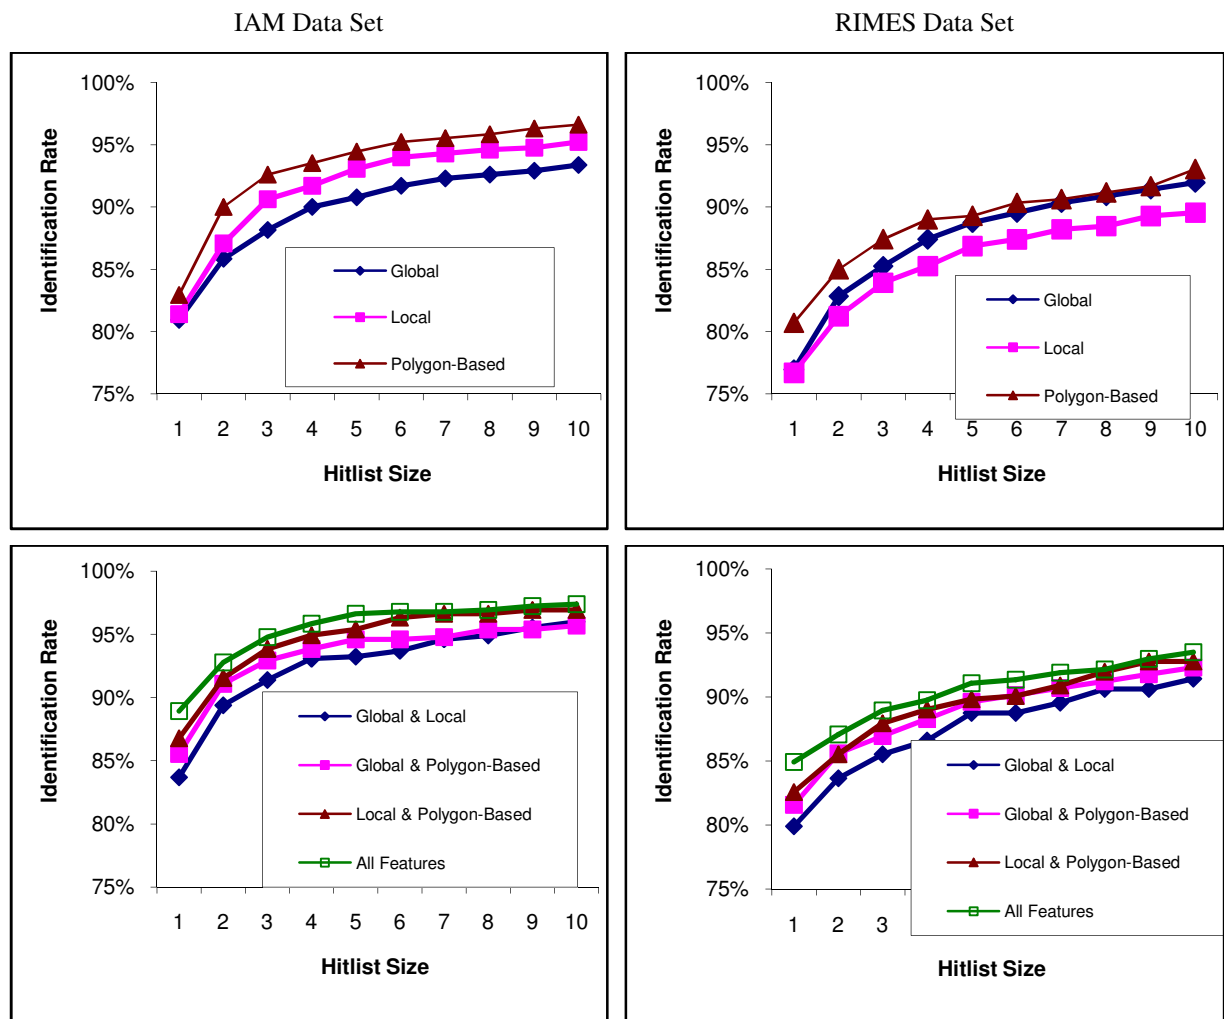 IAM Data Set
RIMES Data Set
100%
95%
90%
85%
80%
75%
Identification Rate
Global
Local
Polygon-Based
1 2 3 4 5 6 7 8 9 10
Hitlist Size
100%
95%
90%
85%
80%
75%
Identification Rate
Global
Local
Polygon-Based
1 2 3 4 5 6 7 8 9 10
Hitlist Size
100%
95%
90%
85%
80%
75%
Identification Rate
Global & Local
Global & Polygon-Based
Local & Polygon-Based
All Features
1 2 3 4 5 6 7 8 9 10
Hitlist Size
100%
95%
90%
85%
80%
75%
Identification Rate
Global & Local
Global & Polygon-Based
Local & Polygon-Based
All Features
1 2 3
Hitlist Size